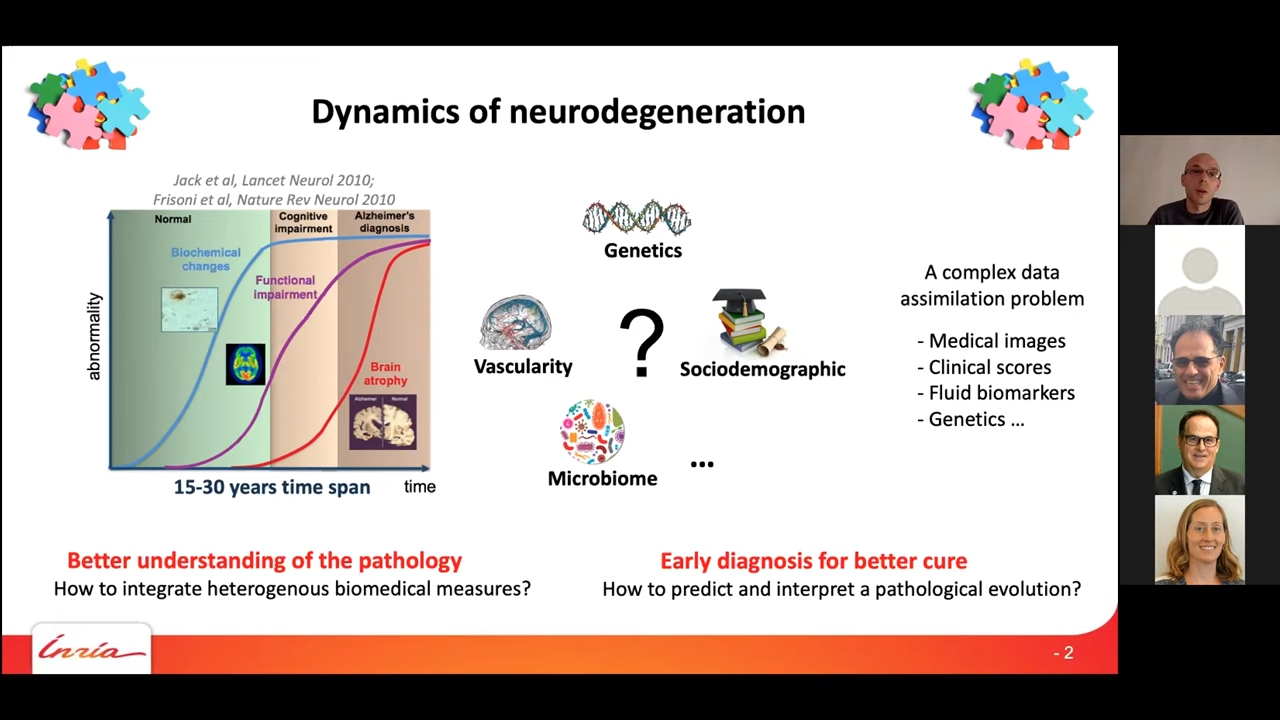 Dynamics of neurodegeneration
Jack et al, Lancet Neurol 2010;
Frisoni et al, Nature Rev Neurol 2010
Normal
Cognitive
impairment
Alzheimer's
diagnosis
Biochemical
changes
Functional
impairment
Brain
atrophy
Alzheimer
Normal
abnormality
15-30 years time span
time
Genetics
Vascularity
?
Sociodemographic
Microbiome
...
A complex data
assimilation problem
- Medical images
- Clinical scores
- Fluid biomarkers
- Genetics ...
Better understanding of the pathology
How to integrate heterogenous biomedical measures?
Early diagnosis for better cure
How to predict and interpret a pathological evolution?
Inria
- 2